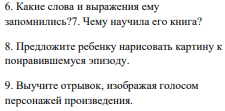 6. Какие слова и выражения ему
запомнились?7. Чему научила его книга?
8. Предложите ребенку нарисовать картину к
понравившемуся эпизоду.
9. Выучите отрывок, изображая голосом
персонажей произведения.